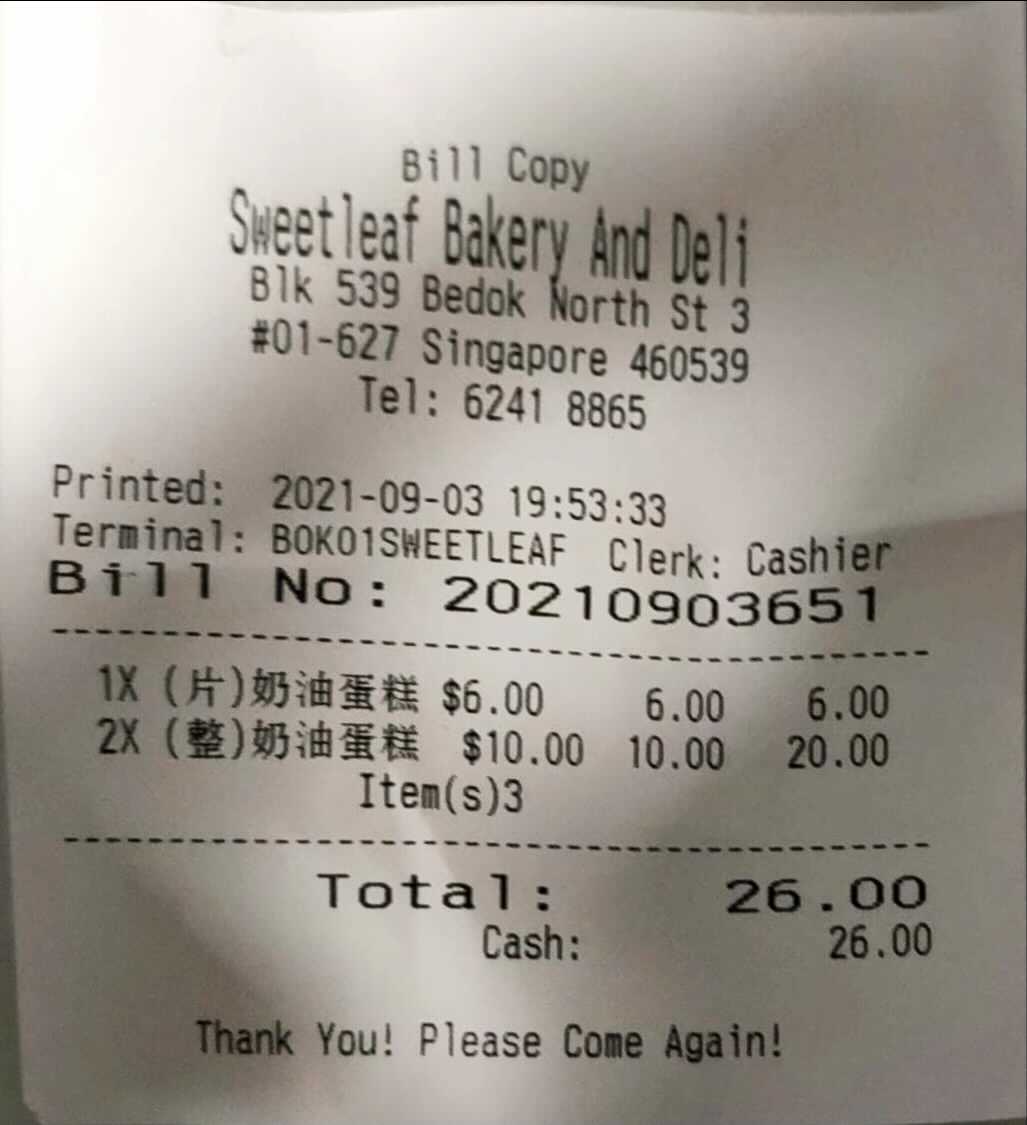 Bill Copy
Sweetleaf Bakery And Deli
Blk 539 Bedok North St 3
#01-627 Singapore 460539
Tel: 6241 8865
Printed: 2021-09-03 19:53:33
Terminal: BOK01SWEETLEAF Clerk: Cashier
Bill No: 20210903651
1X (片)奶油蛋糕 $6.00 6.00 6.00
2X (整)奶油蛋糕 $10.00 10.00 20.00
Item(s)3
Total: 26.00
Cash: 26.00
Thank You! Please Come Again!